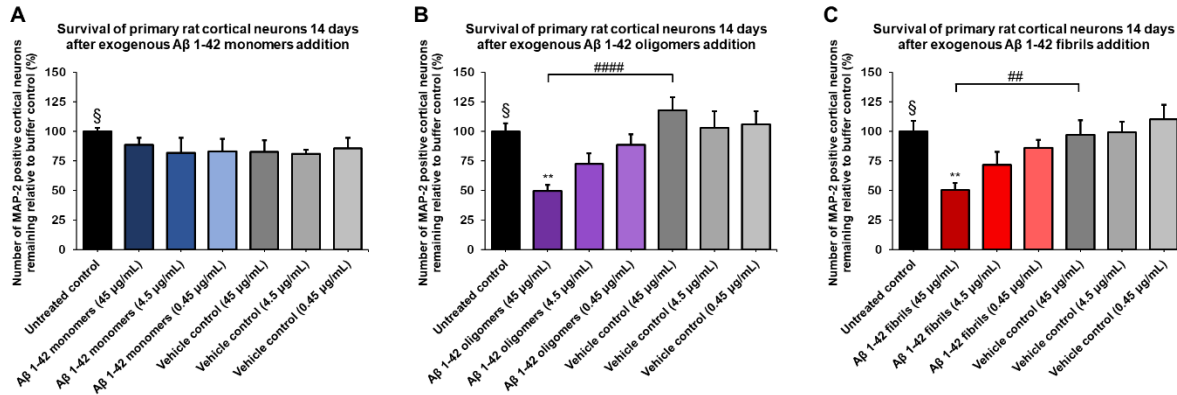 A
Survival of primary rat cortical neurons 14 days
after exogenous Aβ 1-42 monomers addition
Number of MAP-2 positive cortical neurons
remaining relative to buffer control (%)
150
125
100
75
50
25
0
§
Untreated control
Aβ 1-42 monomers (45 µg/mL)
Aβ 1-42 monomers (4.5 µg/mL)
Aβ 1-42 monomers (0.45 µg/mL)
Vehicle control (45 µg/mL)
Vehicle control (4.5 µg/mL)
Vehicle control (0.45 µg/mL)
B
Survival of primary rat cortical neurons 14 days
after exogenous Aβ 1-42 oligomers addition
Number of MAP-2 positive cortical neurons
remaining relative to buffer control (%)
150
125
100
75
50
25
0
####
§
**
Untreated control
Aβ 1-42 oligomers (45 µg/mL)
Aβ 1-42 oligomers (4.5 µg/mL)
Aβ 1-42 oligomers (0.45 µg/mL)
Vehicle control (45 µg/mL)
Vehicle control (4.5 µg/mL)
Vehicle control (0.45 µg/mL)
C
Survival of primary rat cortical neurons 14 days
after exogenous Aβ 1-42 fibrils addition
Number of MAP-2 positive cortical neurons
remaining relative to buffer control (%)
150
125
100
75
50
25
0
##
§
**
Untreated control
Aβ 1-42 fibrils (45 µg/mL)
Aβ 1-42 fibrils (4.5 µg/mL)
Aβ 1-42 fibrils (0.45 µg/mL)
Vehicle control (45 µg/mL)
Vehicle control (4.5 µg/mL)
Vehicle control (0.45 µg/mL)